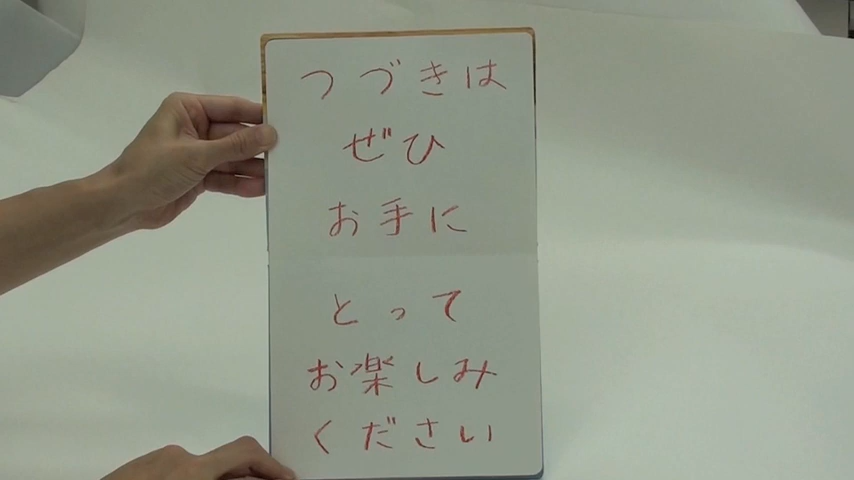 つづきは
ぜひ
お手に
とって
お楽しみ
ください